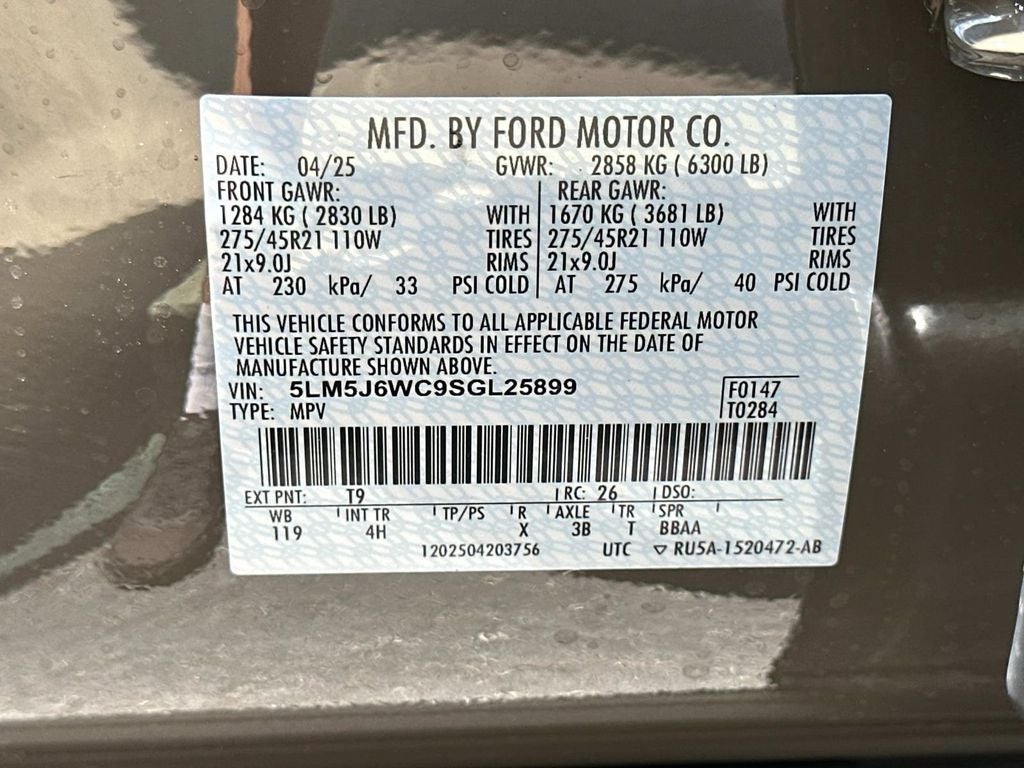 MFD. BY FORD MOTOR CO.
DATE: 04/25 GVWR: 2858 KG ( 6300 LB)
FRONT GAWR: REAR GAWR:
1284 KG ( 2830 LB) WITH 1670 KG ( 3681 LB) WITH
275/45R21 110W TIRES 275/45R21 110W TIRES
21x9.0J RIMS 21x9.0J RIMS
AT 230 kPa/ 33 PSI COLD AT 275 kPa/ 40 PSI COLD
THIS VEHICLE CONFORMS TO ALL APPLICABLE FEDERAL MOTOR
VEHICLE SAFETY STANDARDS IN EFFECT ON THE DATE OF
MANUFACTURE SHOWN ABOVE.
VIN: 5LM5J6WC9SGL25899 F0147
TYPE: MPV T0284
EXT PNT: T9 RC: 26 DSO:
WB INT TR TP/PS R AXLE TR SPR
119 4H X 3B T BBAA
1202504203756 UTC ▽ RU5A-1520472-AB